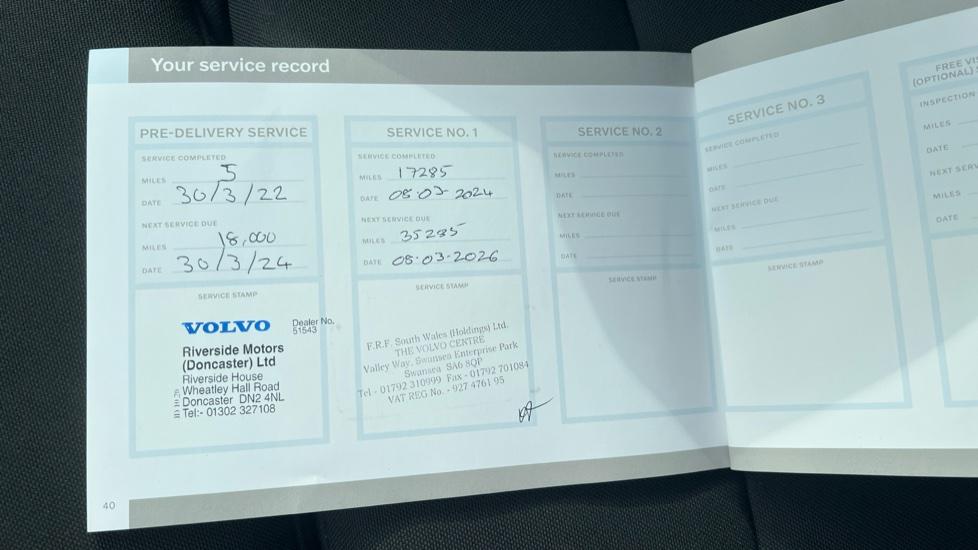 Your service record
PRE-DELIVERY SERVICE
SERVICE COMPLETED
MILES 5
DATE 30/3/22
NEXT SERVICE DUE
MILES 18,000
DATE 30/3/24
SERVICE STAMP
VOLVO
Dealer No.
51543
Riverside Motors
(Doncaster) Ltd
Riverside House
Wheatley Hall Road
Doncaster DN2 4NL
Tel:- 01302 327108
SERVICE NO. 1
SERVICE COMPLETED
MILES 17285
DATE 08-03-2024
NEXT SERVICE DUE
MILES 35285
DATE 08·03·2026
SERVICE STAMP
F.R.F. South Wales (Holdings) Ltd.
THE VOLVO CENTRE
Valley Way, Swansea Enterprise Park
Swansea SA6 8QP
Tel - 01792 310999 Fax - 01792 701084
VAT REG No. - 927 4761 95
SERVICE NO. 2
SERVICE COMPLETED
MILES
DATE
NEXT SERVICE DUE
MILES
DATE
SERVICE STAMP
SERVICE NO. 3
SERVICE COMPLETED
MILES
DATE
NEXT SERVICE DUE
MILES
DATE
SERVICE STAMP
FREE VI
(OPTIONAL)
INSPECTION
MILES
DATE
NEXT SERV
MILES
DATE
40